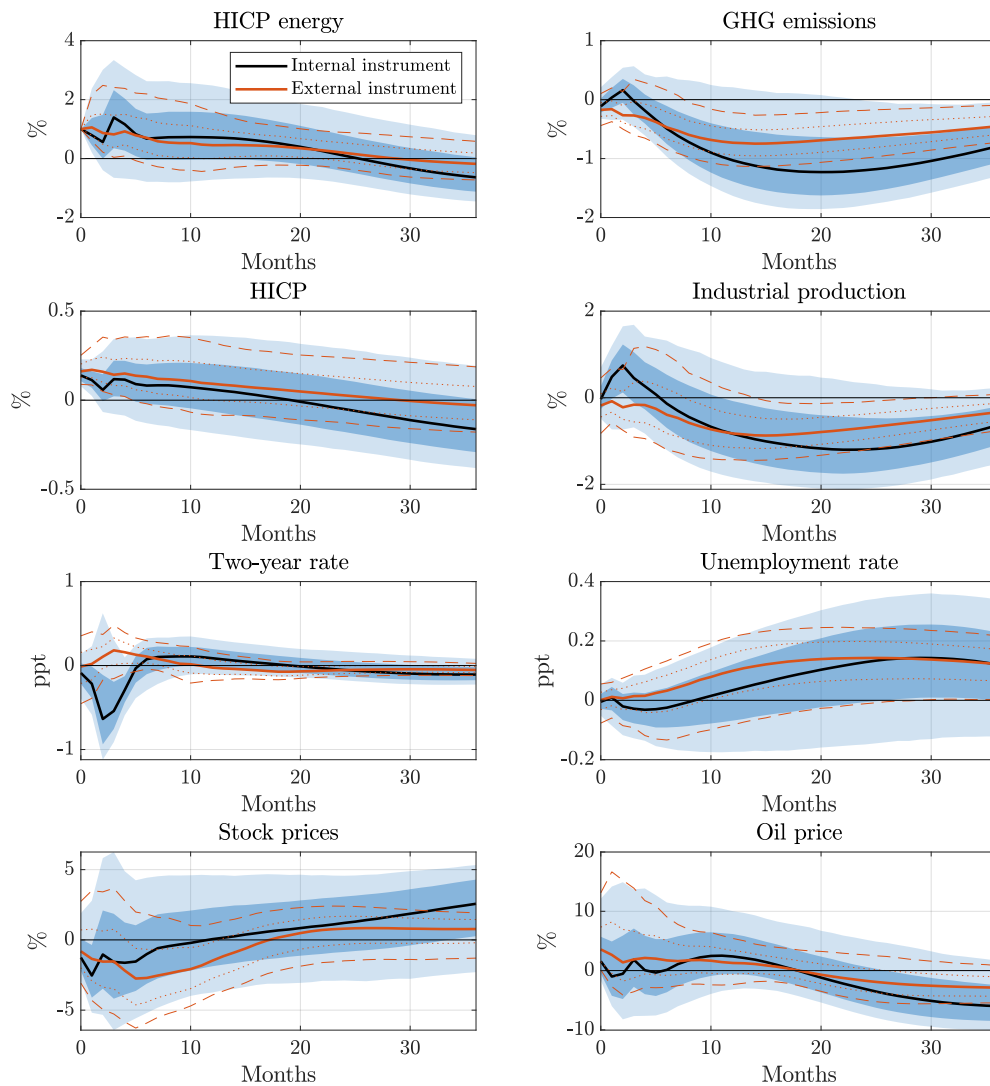 HICP energy
4
2
0
-2
%
Internal instrument
External instrument
0 10 20 30
Months
GHG emissions
1
0
-1
-2
%
0 10 20 30
Months
HICP
0.5
0
-0.5
%
0 10 20 30
Months
Industrial production
2
0
-2
%
0 10 20 30
Months
Two-year rate
1
0
-1
ppt
0 10 20 30
Months
Unemployment rate
0.4
0.2
0
-0.2
ppt
0 10 20 30
Months
Stock prices
5
0
-5
%
0 10 20 30
Months
Oil price
20
10
0
-10
%
0 10 20 30
Months